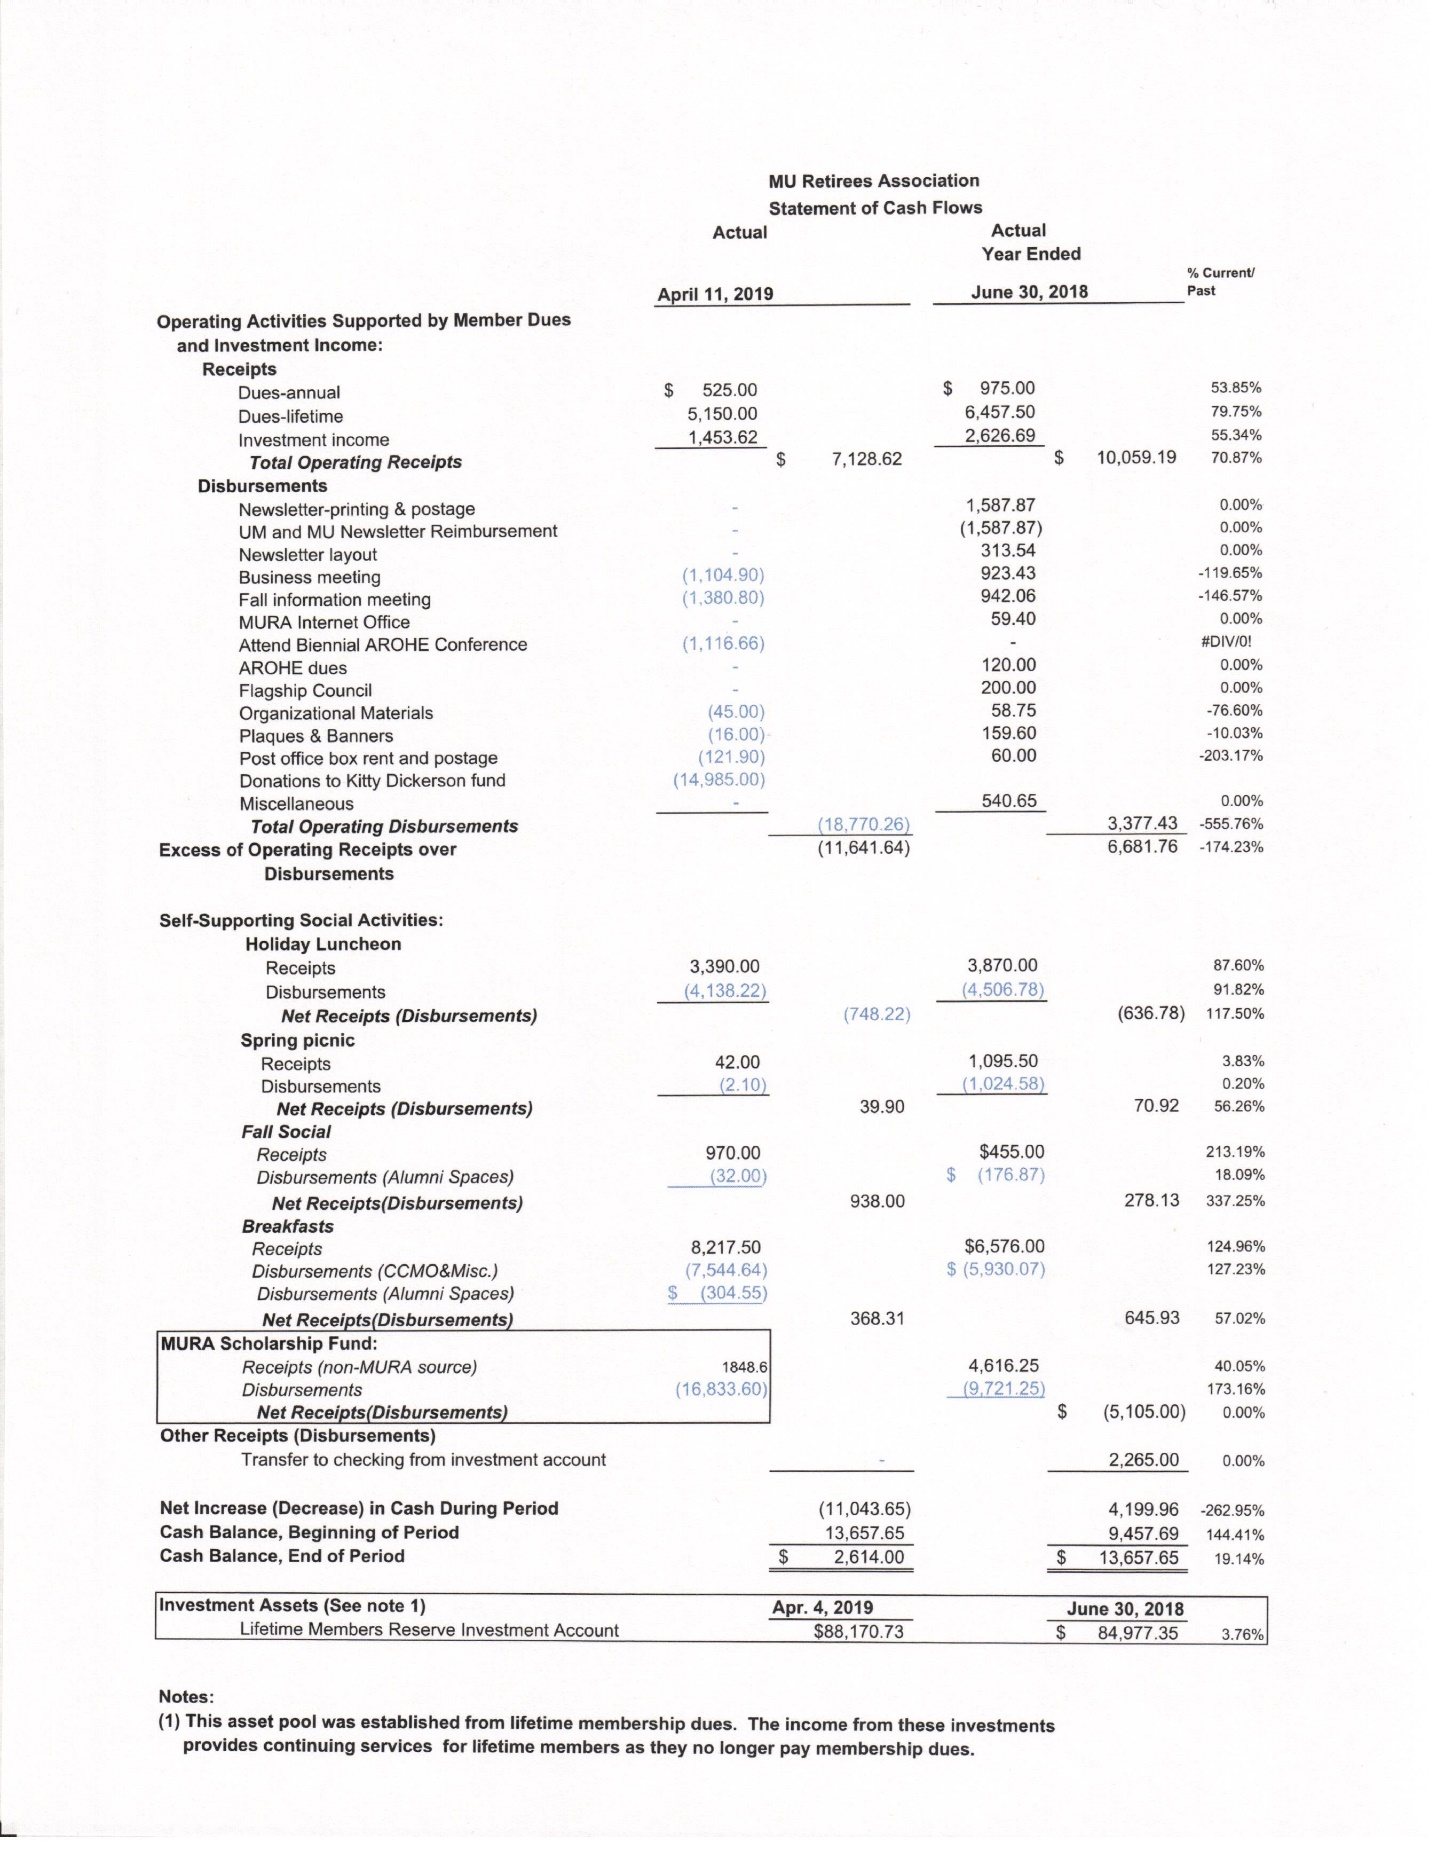 MU Retirees Association
Statement of Cash Flows
Actual Actual
Year Ended
% Current/
April 11, 2019 June 30, 2018 Past
Operating Activities Supported by Member Dues
and Investment Income:
Receipts
Dues-annual $ 525.00 $ 975.00 53.85%
Dues-lifetime 5,150.00 6,457.50 79.75%
Investment income 1,453.62 2,626.69 55.34%
Total Operating Receipts $ 7,128.62 $ 10,059.19 70.87%
Disbursements
Newsletter-printing & postage - 1,587.87 0.00%
UM and MU Newsletter Reimbursement - (1,587.87) 0.00%
Newsletter layout - 313.54 0.00%
Business meeting (1,104.90) 923.43 -119.65%
Fall information meeting (1,380.80) 942.06 -146.57%
MURA Internet Office - 59.40 0.00%
Attend Biennial AROHE Conference (1,116.66) - #DIV/0!
AROHE dues - 120.00 0.00%
Flagship Council - 200.00 0.00%
Organizational Materials (45.00) 58.75 -76.60%
Plaques & Banners (16.00) 159.60 -10.03%
Post office box rent and postage (121.90) 60.00 -203.17%
Donations to Kitty Dickerson fund (14,985.00)
Miscellaneous - 540.65 0.00%
Total Operating Disbursements (18,770.26) 3,377.43 -555.76%
Excess of Operating Receipts over (11,641.64) 6,681.76 -174.23%
Disbursements
Self-Supporting Social Activities:
Holiday Luncheon
Receipts 3,390.00 3,870.00 87.60%
Disbursements (4,138.22) (4,506.78) 91.82%
Net Receipts (Disbursements) (748.22) (636.78) 117.50%
Spring picnic
Receipts 42.00 1,095.50 3.83%
Disbursements (2.10) (1,024.58) 0.20%
Net Receipts (Disbursements) 39.90 70.92 56.26%
Fall Social
Receipts 970.00 $455.00 213.19%
Disbursements (Alumni Spaces) (32.00) $ (176.87) 18.09%
Net Receipts(Disbursements) 938.00 278.13 337.25%
Breakfasts
Receipts 8,217.50 $6,576.00 124.96%
Disbursements (CCMO&Misc.) (7,544.64) $ (5,930.07) 127.23%
Disbursements (Alumni Spaces) $ (304.55)
Net Receipts(Disbursements) 368.31 645.93 57.02%
MURA Scholarship Fund:
Receipts (non-MURA source) 1848.6 4,616.25 40.05%
Disbursements (16,833.60) (9,721.25) 173.16%
Net Receipts(Disbursements) $ (5,105.00) 0.00%
Other Receipts (Disbursements)
Transfer to checking from investment account - 2,265.00 0.00%
Net Increase (Decrease) in Cash During Period (11,043.65) 4,199.96 -262.95%
Cash Balance, Beginning of Period 13,657.65 9,457.69 144.41%
Cash Balance, End of Period $ 2,614.00 $ 13,657.65 19.14%
Investment Assets (See note 1) Apr. 4, 2019 June 30, 2018
Lifetime Members Reserve Investment Account $88,170.73 $ 84,977.35 3.76%
Notes:
(1) This asset pool was established from lifetime membership dues. The income from these investments
provides continuing services for lifetime members as they no longer pay membership dues.